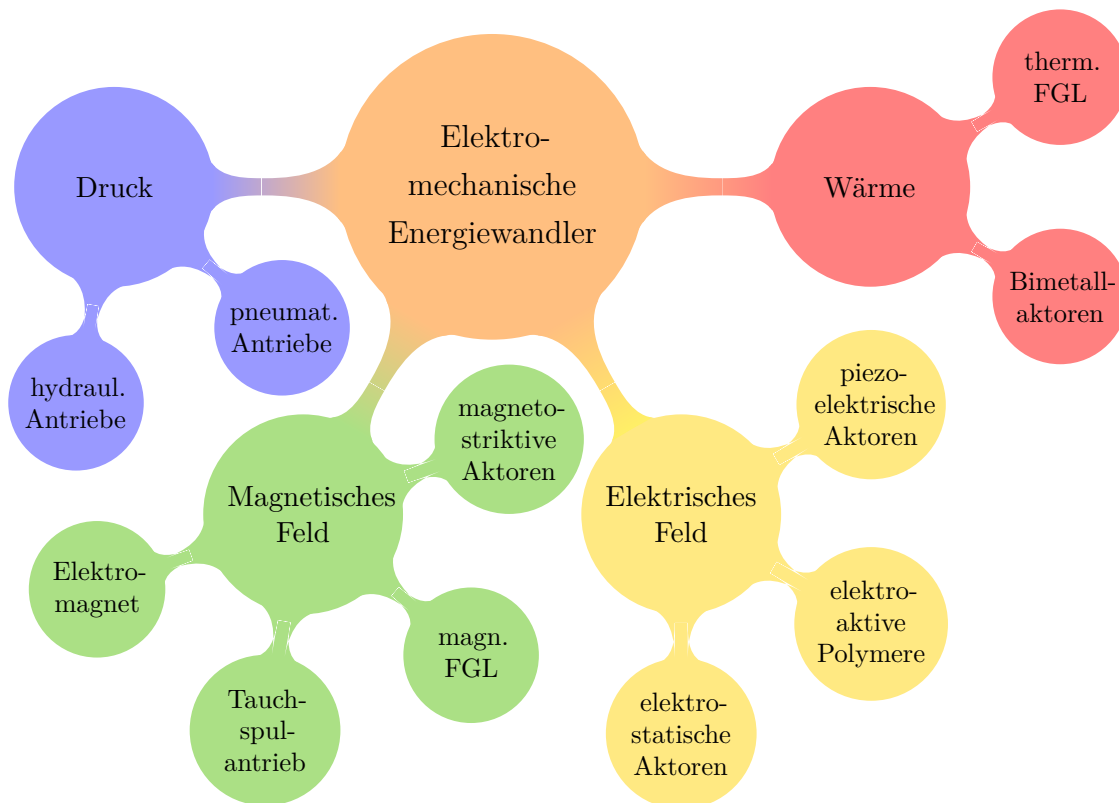 Elektro-
mechanische
Energiewandler
Druck
hydraul.
Antriebe
pneumat.
Antriebe
Magnetisches
Feld
Elektro-
magnet
Tauch-
spul-
antrieb
magn.
FGL
magneto-
striktive
Aktoren
Elektrisches
Feld
elektro-
statische
Aktoren
elektro-
aktive
Polymere
piezo-
elektrische
Aktoren
Wärme
Bimetall-
aktoren
therm.
FGL